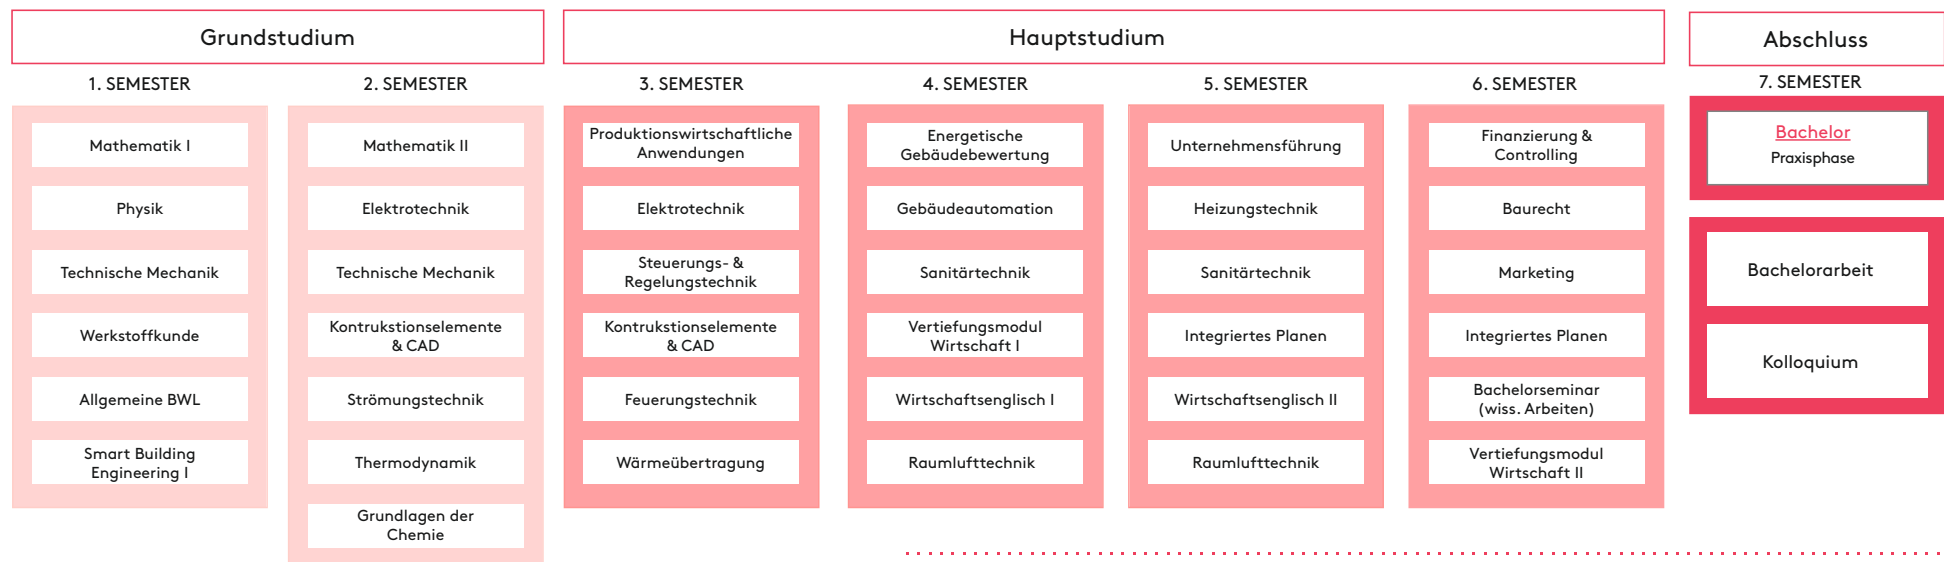 Grundstudium
Hauptstudium
Abschluss
1. SEMESTER
Mathematik I
Physik
Technische Mechanik
Werkstoffkunde
Allgemeine BWL
Smart Building
Engineering I
2. SEMESTER
Mathematik II
Elektrotechnik
Technische Mechanik
Kontrukstionselemente
& CAD
Strömungstechnik
Thermodynamik
Grundlagen der
Chemie
3. SEMESTER
Produktionswirtschaftliche
Anwendungen
Elektrotechnik
Steuerungs- &
Regelungstechnik
Kontrukstionselemente
& CAD
Feuerungstechnik
Wärmeübertragung
4. SEMESTER
Energetische
Gebäudebewertung
Gebäudeautomation
Sanitärtechnik
Vertiefungsmodul
Wirtschaft I
Wirtschaftsenglisch I
Raumlufttechnik
5. SEMESTER
Unternehmensführung
Heizungstechnik
Sanitärtechnik
Integriertes Planen
Wirtschaftsenglisch II
Raumlufttechnik
6. SEMESTER
Finanzierung &
Controlling
Baurecht
Marketing
Integriertes Planen
Bachelorseminar
(wiss. Arbeiten)
Vertiefungsmodul
Wirtschaft II
7. SEMESTER
Bachelor
Praxisphase
Bachelorarbeit
Kolloquium